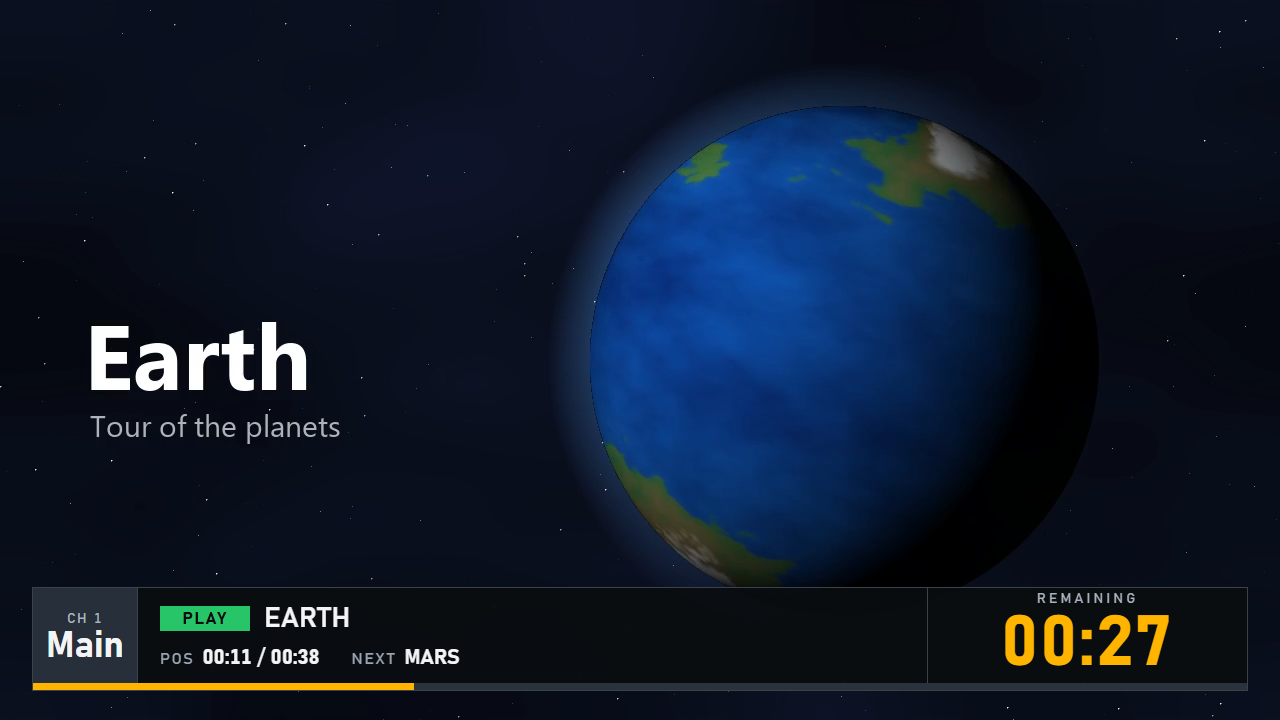 Earth
Tour of the planets
CH 1
Main
PLAY EARTH
POS 00:11 / 00:38 NEXT MARS
REMAINING
00:27